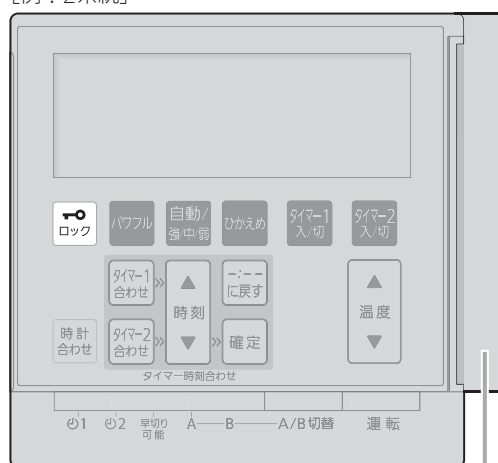 [例：2系統]
ロック
パワフル
自動/
強・中・弱
ひかえめ
タイマー1
入/切
タイマー2
入/切
タイマー1
合わせ
-:--
に戻す
時刻
温度
時計
合わせ
タイマー2
合わせ
確定
タイマー時刻合わせ
1
2
早切り
可能
A
B
A/B切替
運転